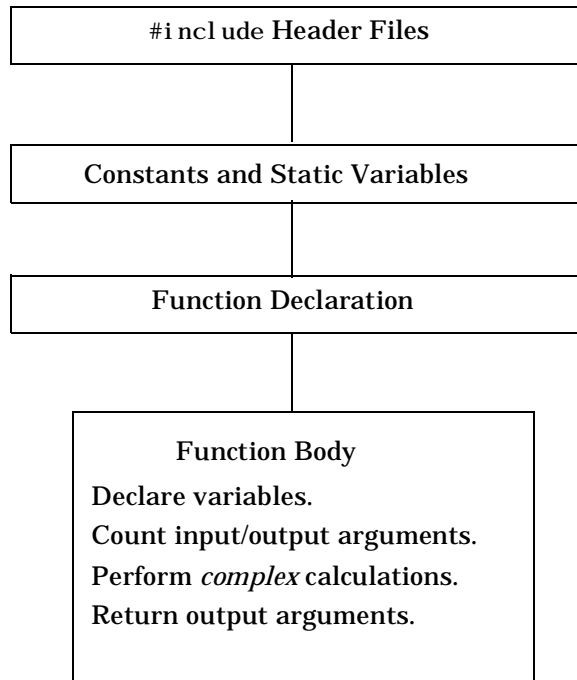 #include Header Files
Constants and Static Variables
Function Declaration
Function Body
Declare variables.
Count input/output arguments.
Perform complex calculations.
Return output arguments.